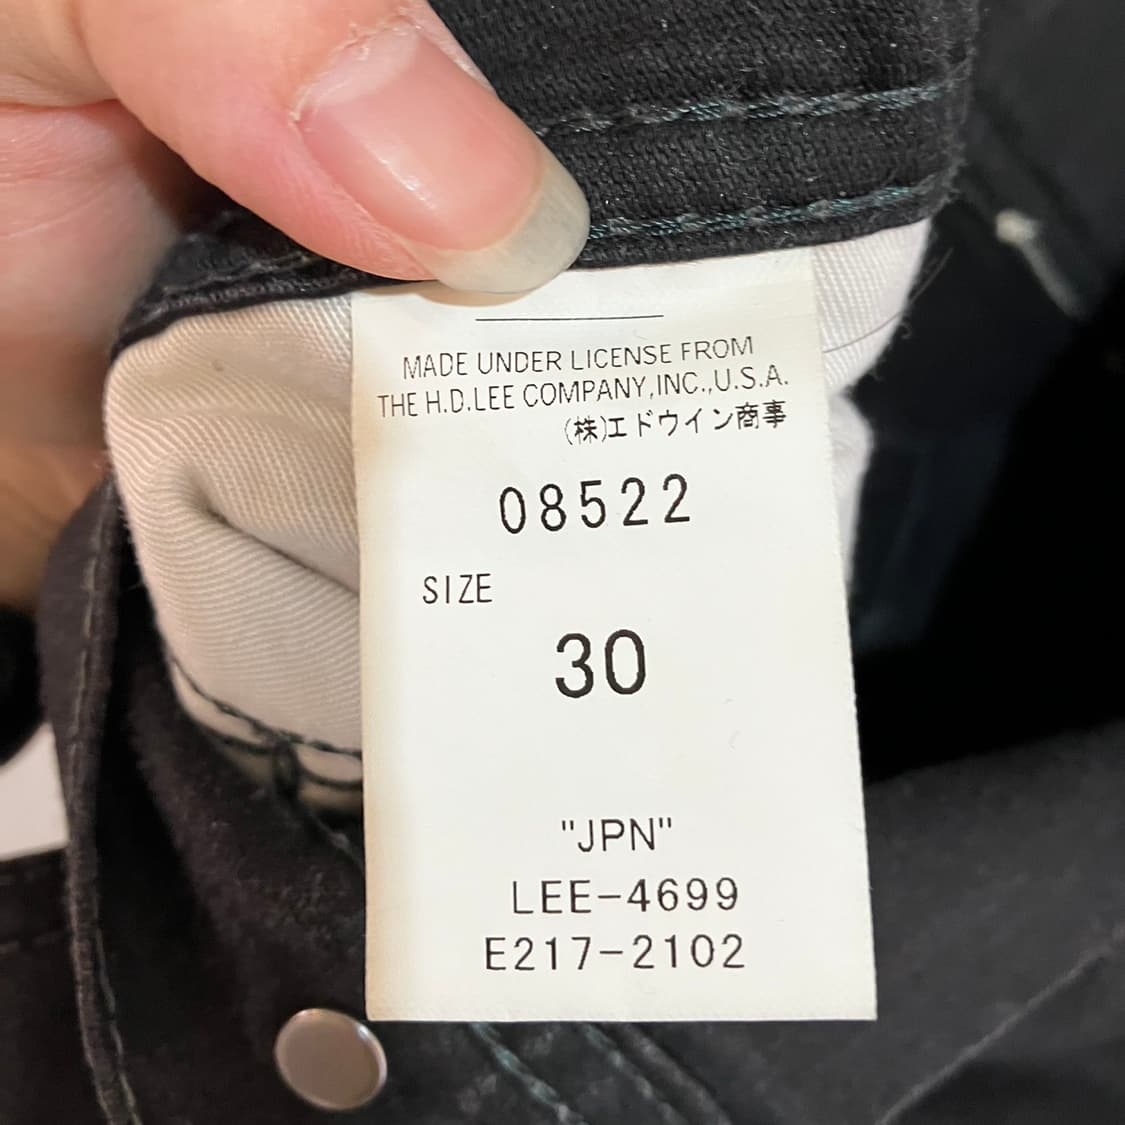 MADE UNDER LICENSE FROM
THE H.D.LEE COMPANY,INC.,U.S.A.
(株)エドウイン商事
08522
SIZE
30
"JPN"
LEE-4699
E217-2102